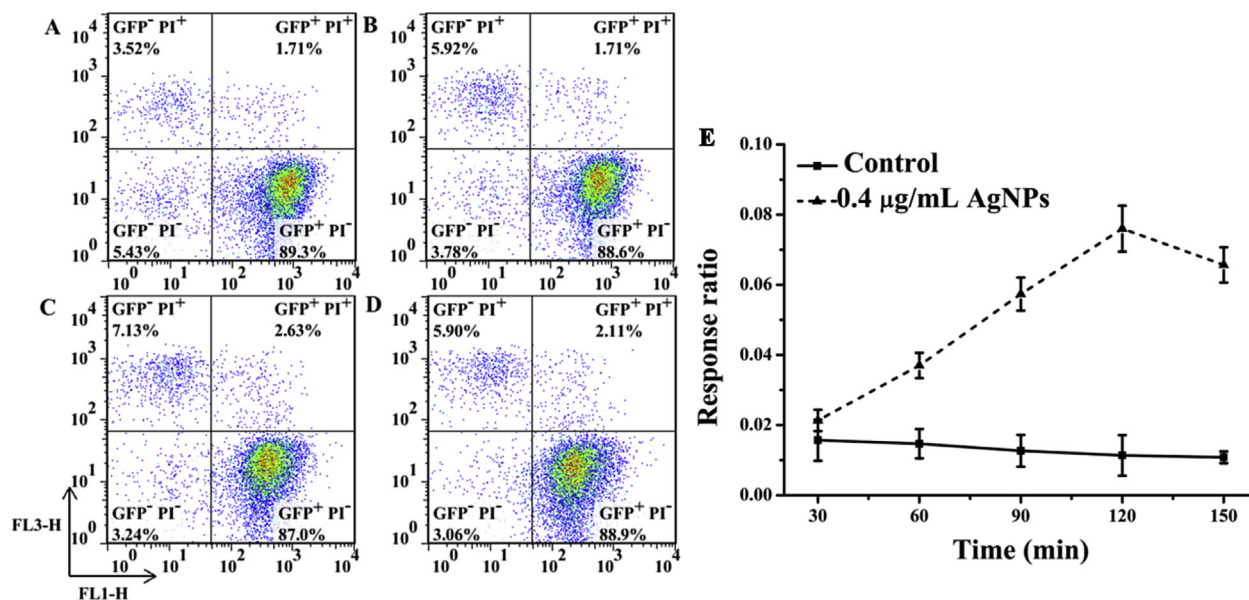 A
10⁴
10³
10²
10¹
10⁰
GFP⁻ PI⁺
3.52%
GFP⁺ PI⁺
1.71%
GFP⁻ PI⁻
5.43%
GFP⁺ PI⁻
89.3%
10⁰ 10¹ 10² 10³ 10⁴
B
10⁴
10³
10²
10¹
10⁰
GFP⁻ PI⁺
5.92%
GFP⁺ PI⁺
1.71%
GFP⁻ PI⁻
3.78%
GFP⁺ PI⁻
88.6%
10⁰ 10¹ 10² 10³ 10⁴
C
10⁴
10³
10²
10¹
10⁰
GFP⁻ PI⁺
7.13%
GFP⁺ PI⁺
2.63%
GFP⁻ PI⁻
3.24%
GFP⁺ PI⁻
87.0%
10⁰ 10¹ 10² 10³ 10⁴
D
10⁴
10³
10²
10¹
10⁰
GFP⁻ PI⁺
5.90%
GFP⁺ PI⁺
2.11%
GFP⁻ PI⁻
3.06%
GFP⁺ PI⁻
88.9%
10⁰ 10¹ 10² 10³ 10⁴
FL3-H
FL1-H
E
Response ratio
0.10
0.08
0.06
0.04
0.02
0.00
Control
0.4 μg/mL AgNPs
30 60 90 120 150
Time (min)